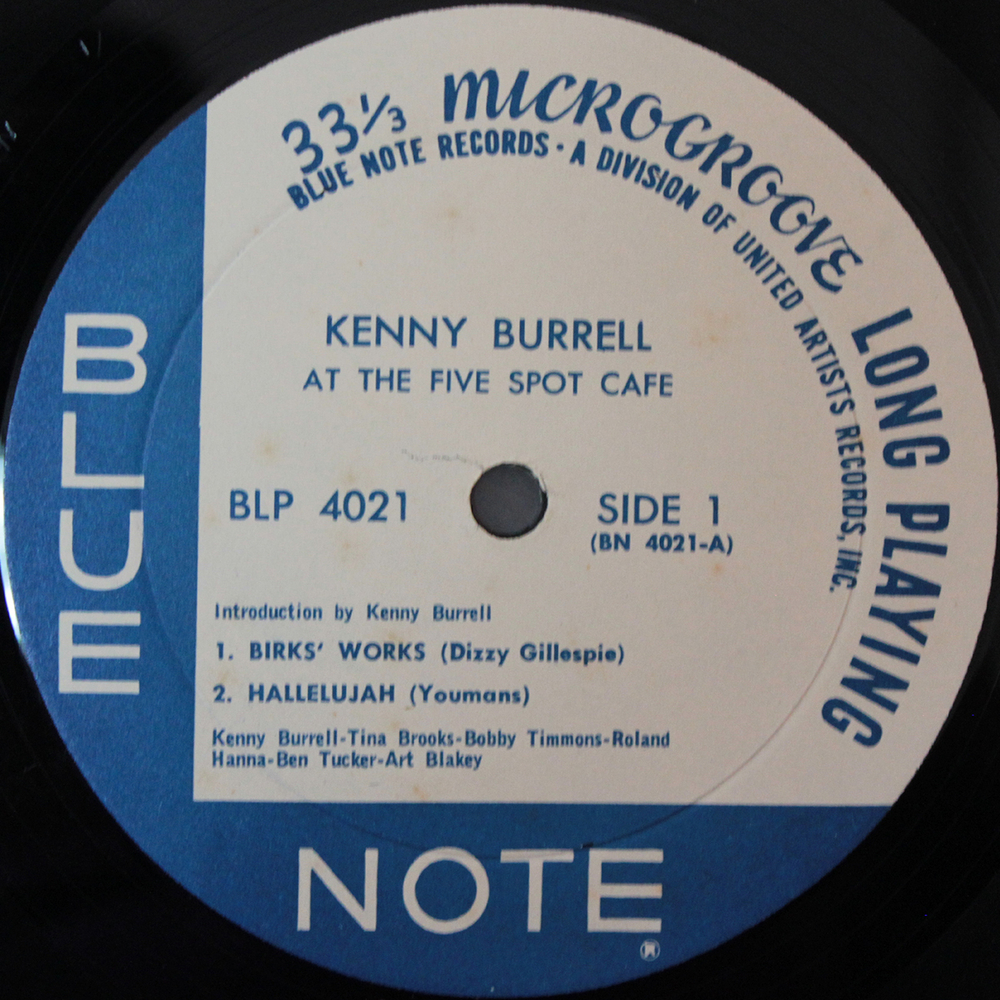 33 1/3 MICROGROOVE LONG PLAYING
BLUE NOTE RECORDS · A DIVISION OF UNITED ARTISTS RECORDS, INC.
KENNY BURRELL
AT THE FIVE SPOT CAFE
BLP 4021
SIDE 1
(BN 4021-A)
Introduction by Kenny Burrell
1. BIRKS' WORKS (Dizzy Gillespie)
2. HALLELUJAH (Youmans)
Kenny Burrell-Tina Brooks-Bobby Timmons-Roland
Hanna-Ben Tucker-Art Blakey
BLUE
NOTE